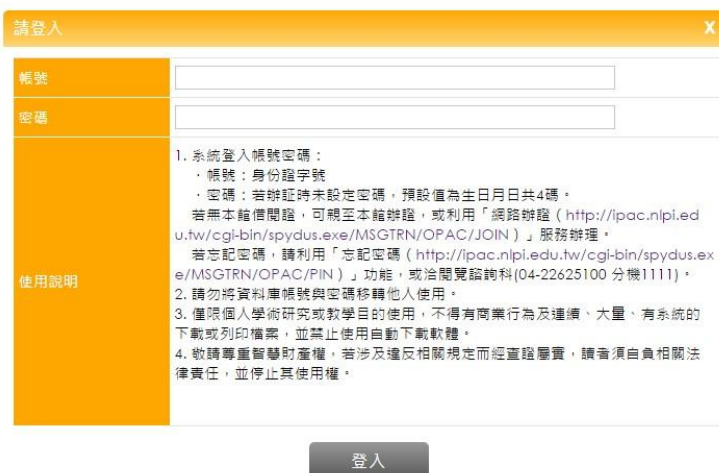 請登入
X
帳號
密碼
使用說明
1. 系統登入帳號密碼：
・帳號：身份證字號
・密碼：若辦証時未設定密碼，預設值為生日月日共4碼。
若無本館借閱證，可親至本館辦證，或利用「網路辦證（http://ipac.nlpi.ed
u.tw/cgi-bin/spydus.exe/MSGTRN/OPAC/JOIN）」服務辦理。
若忘記密碼，請利用「忘記密碼（http://ipac.nlpi.edu.tw/cgi-bin/spydus.ex
e/MSGTRN/OPAC/PIN）」功能，或洽閱覽諮詢科(04-22625100 分機1111)。
2. 請勿將資料庫帳號與密碼移轉他人使用。
3. 僅限個人學術研究或教學目的使用，不得有商業行為及連續、大量、有系統的
下載或列印檔案，並禁止使用自動下載軟體。
4. 敬請尊重智慧財產權，若涉及違反相關規定而經查證屬實，讀者須自負相關法
律責任，並停止其使用權。
登入